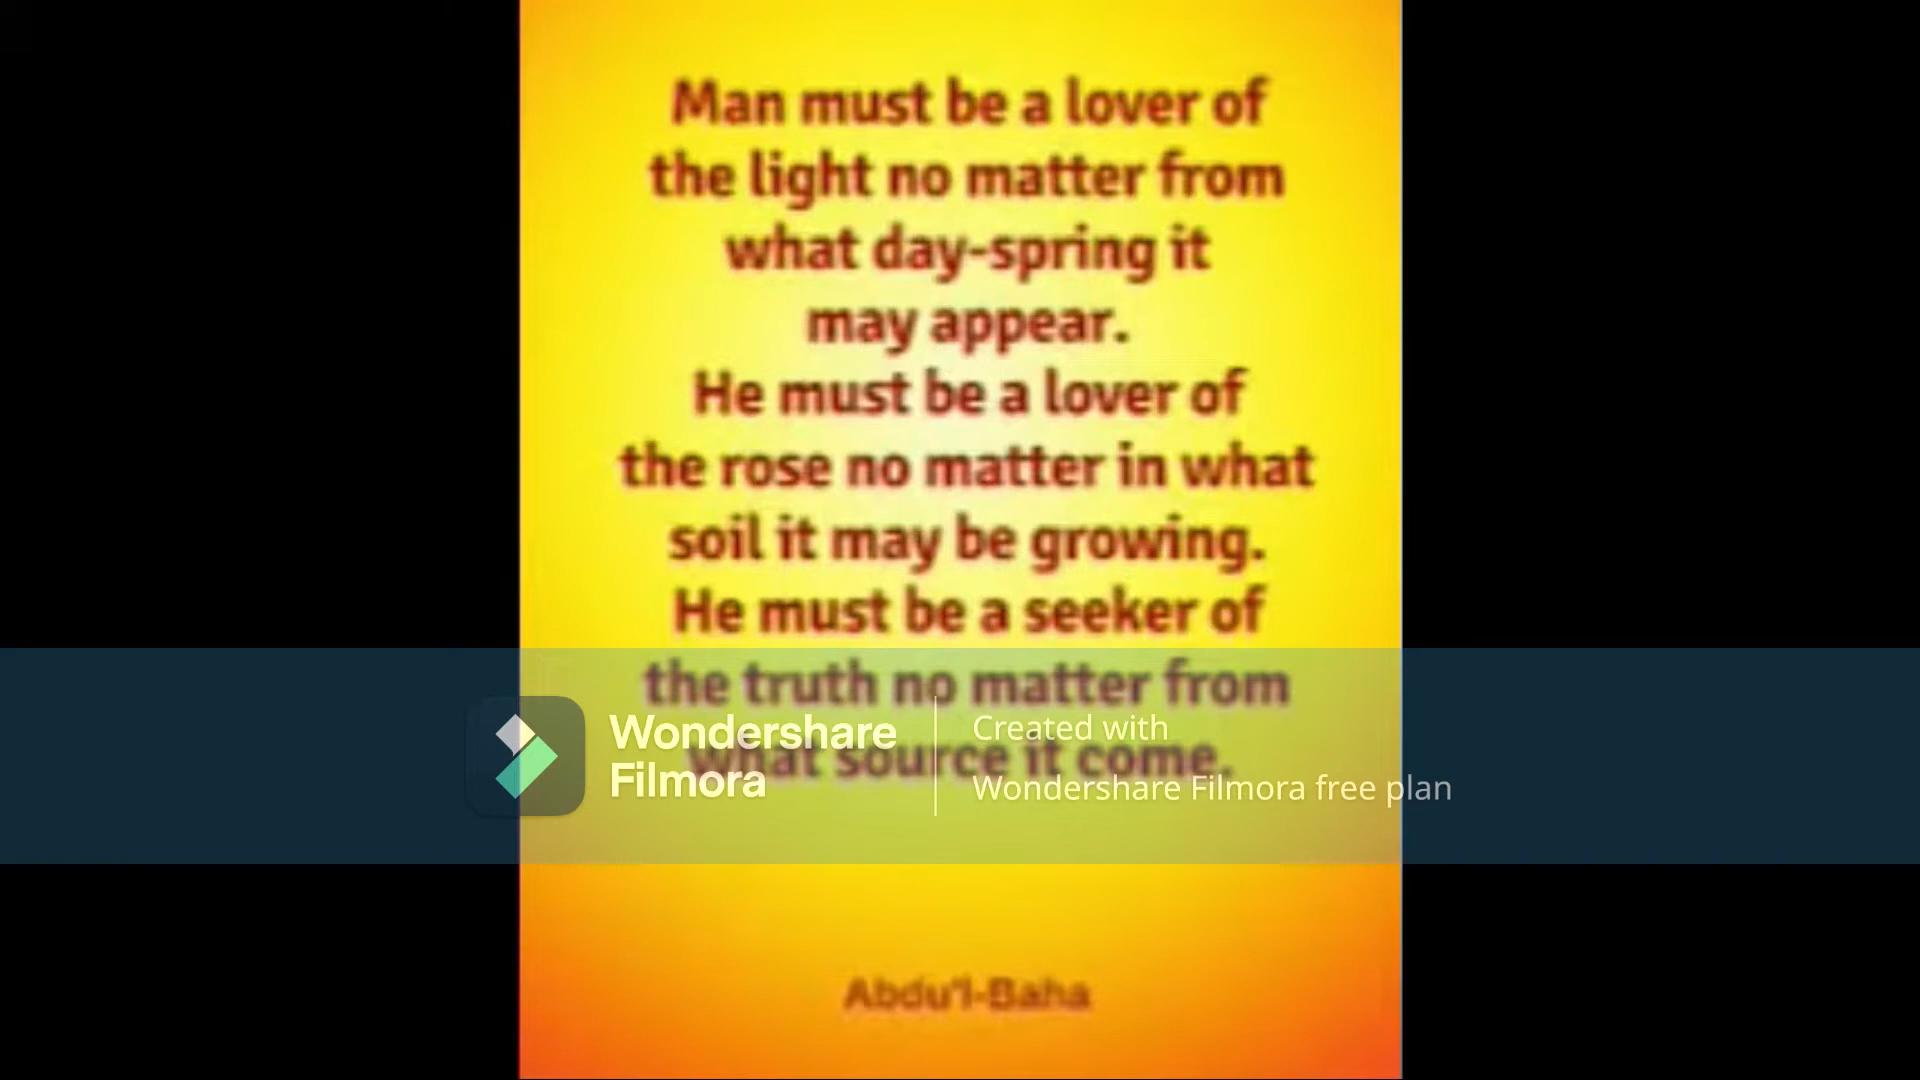 Man must be a lover of
the light no matter from
what day-spring it
may appear.
He must be a lover of
the rose no matter in what
soil it may be growing.
He must be a seeker of
the truth no matter from
what source it come.
Wondershare
Filmora
Created with
Wondershare Filmora free plan
Abdu'l-Baha